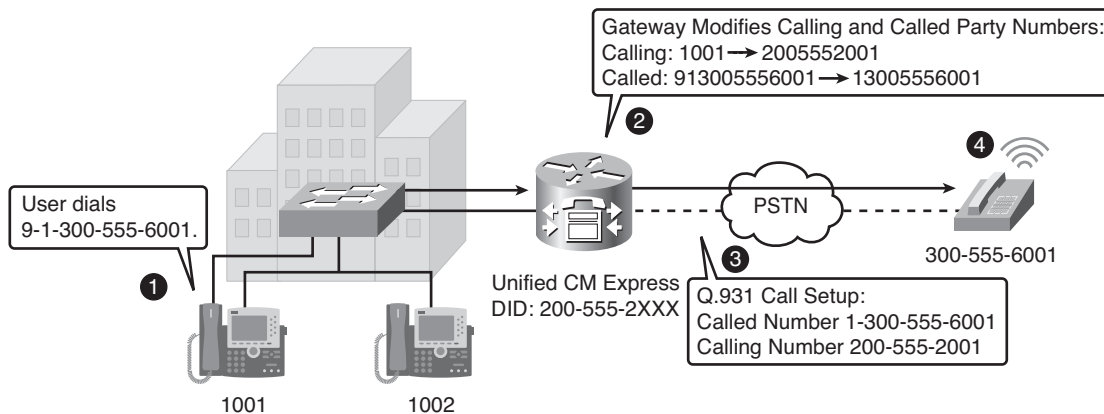 Gateway Modifies Calling and Called Party Numbers:
Calling: 1001→2005552001
Called: 913005556001→13005556001
2
4
User dials
9-1-300-555-6001.
1
PSTN
300-555-6001
3
Unified CM Express
DID: 200-555-2XXX
Q.931 Call Setup:
Called Number 1-300-555-6001
Calling Number 200-555-2001
1001
1002